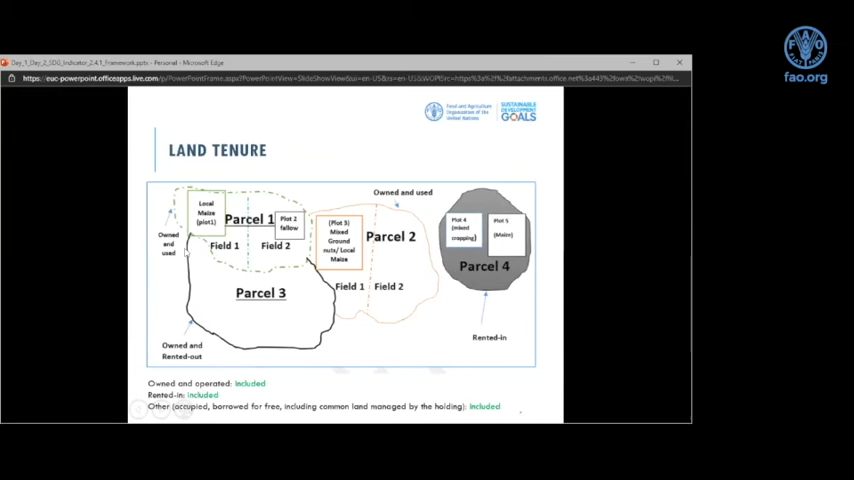 Day_1_Day_2_SDG_Indicator_2.4.1_Framework.pptx - Personal - Microsoft Edge
FAO
FIAT PANIS
fao.org
Food and Agriculture
Organization of the
United Nations
SUSTAINABLE
DEVELOPMENT
GOALS
LAND TENURE
Owned and used
Local
Maize
(plot1)
Parcel 1
Plot 2
fallow
(Plot 3)
Mixed
Ground
nuts/ Local
Maize
Parcel 2
Plot 4
(mixed
cropping)
Plot 5
(Maize)
Owned
and
used
Field 1
Field 2
Parcel 4
Parcel 3
Field 1
Field 2
Owned and
Rented-out
Rented-in
Owned and operated: Included
Rented-in: Included
Other (occupied, borrowed for free, including common land managed by the holding): Included